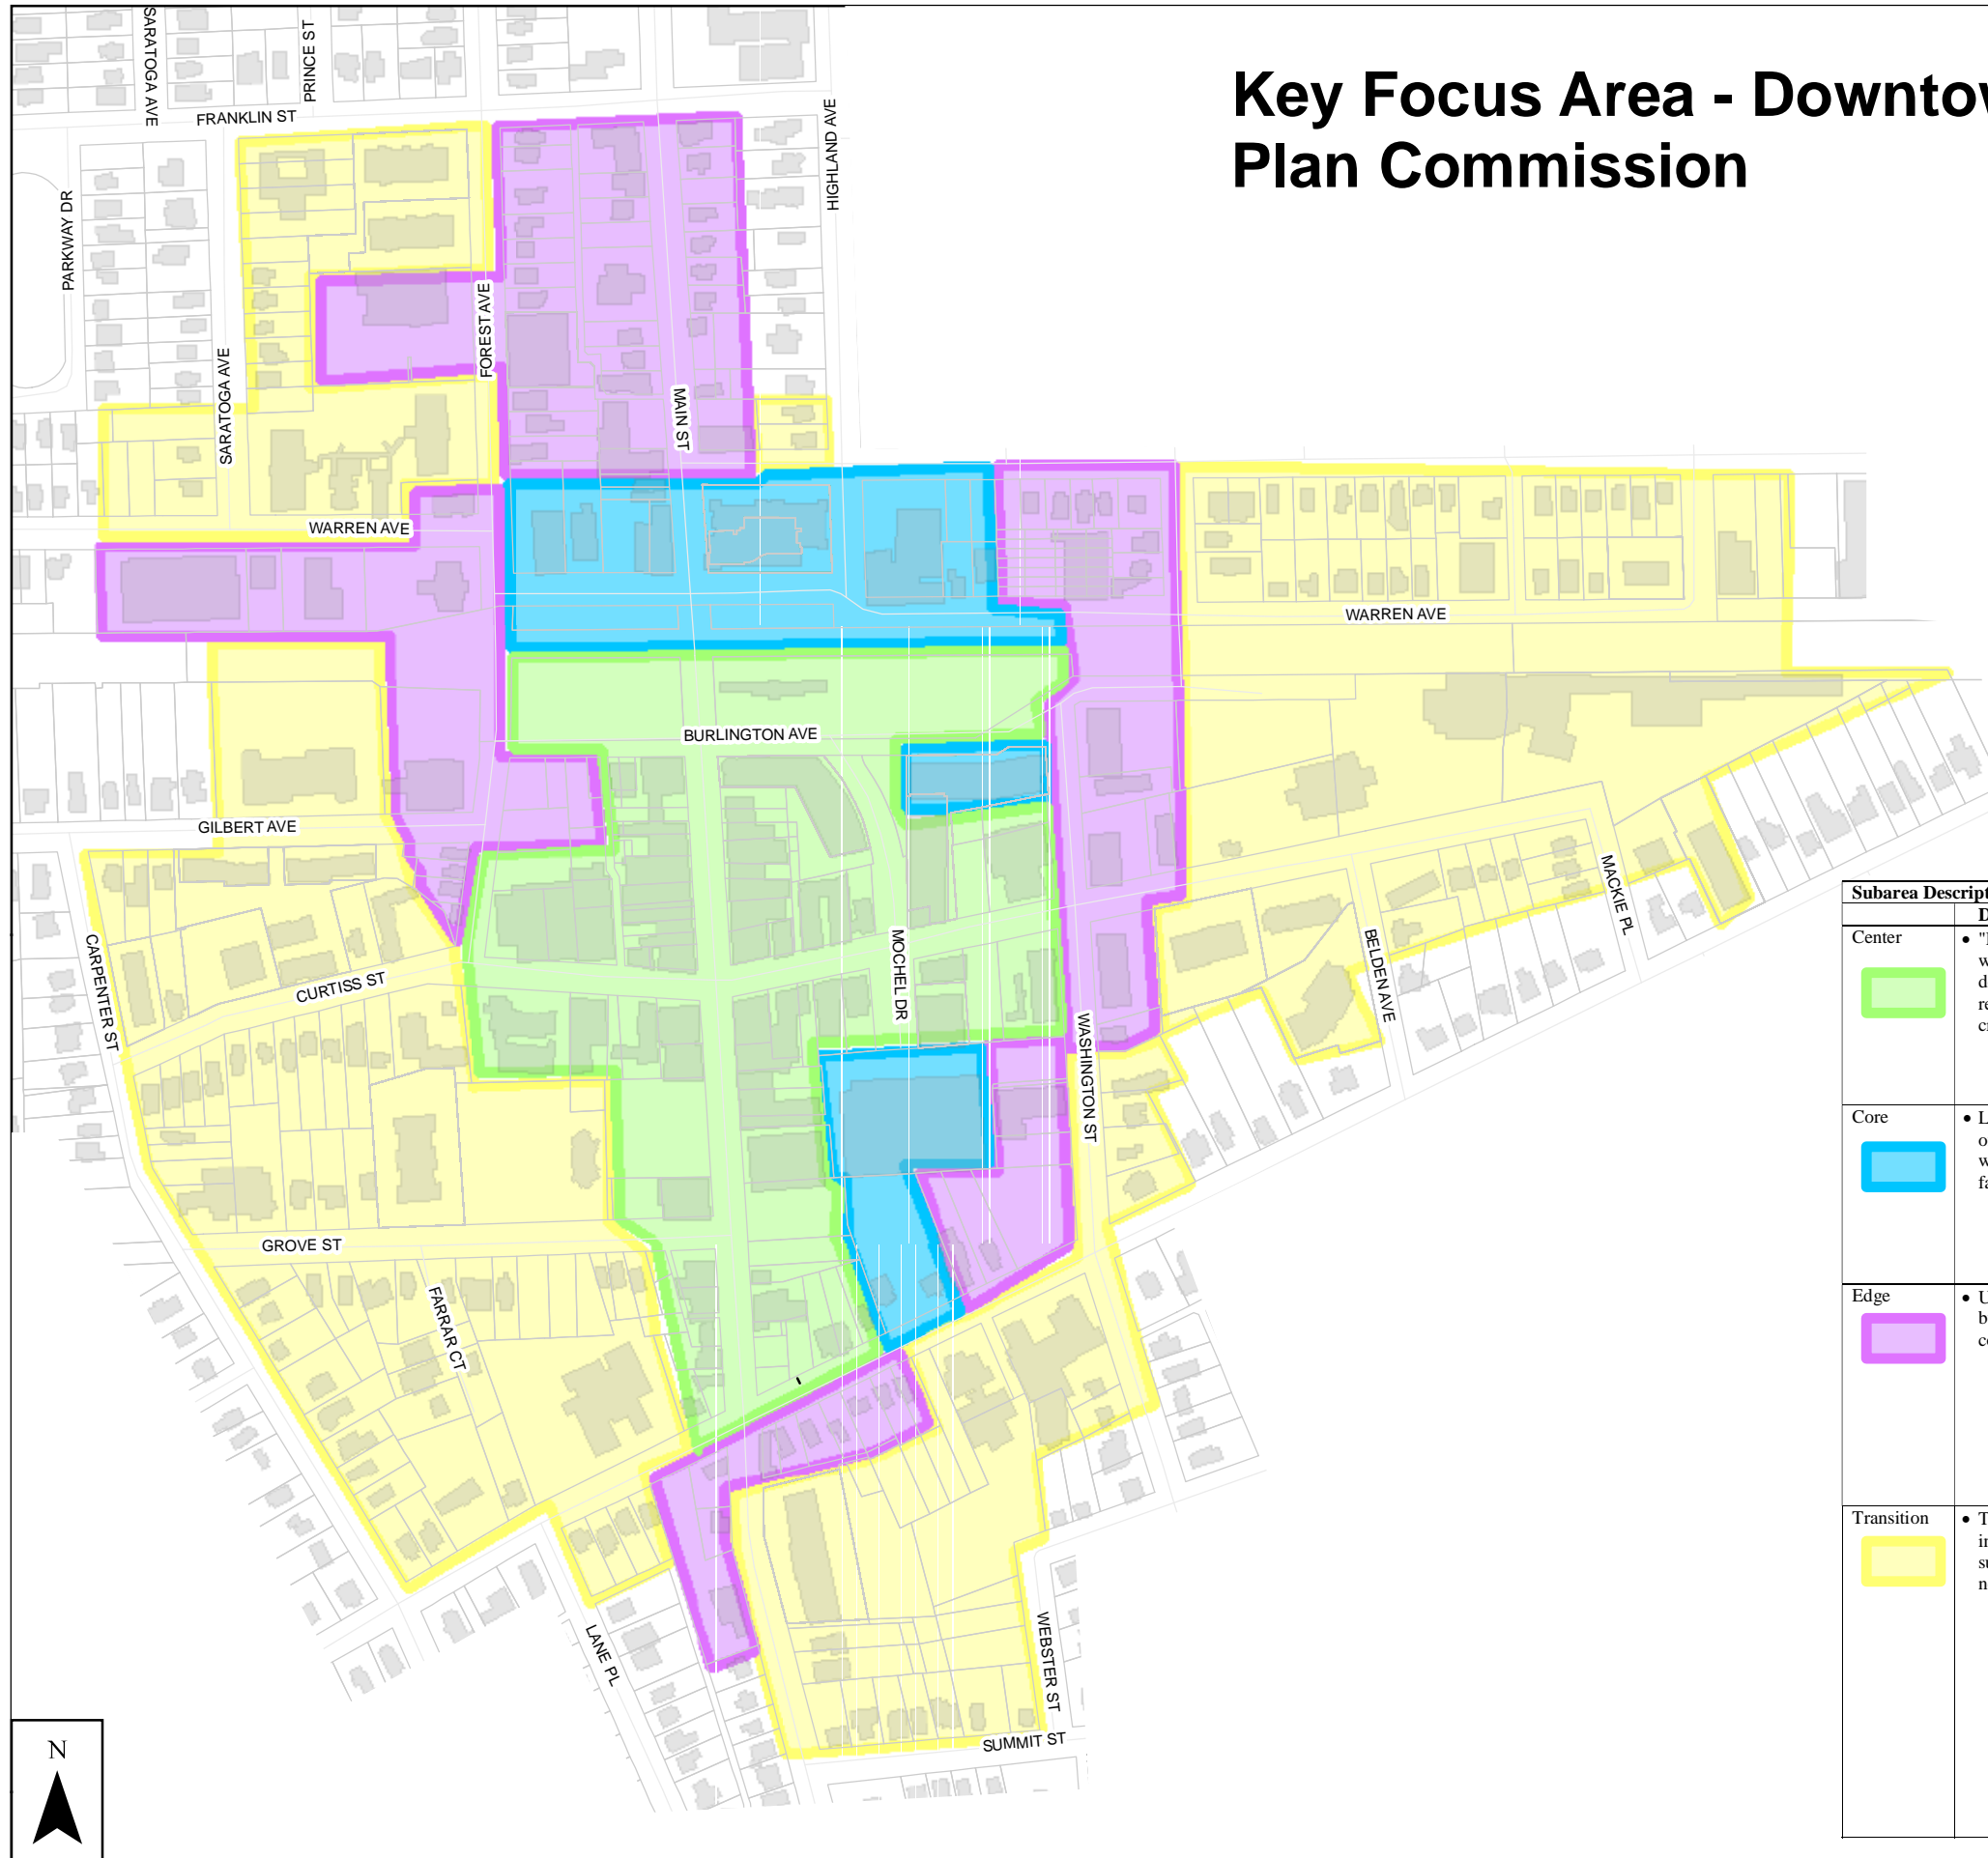 Key Focus Area - Downtow
Plan Commission
SARATOGA AVE
PRINCE ST
FRANKLIN ST
HIGHLAND AVE
PARKWAY DR
FOREST AVE
SARATOGA AVE
MAIN ST
WARREN AVE
WARREN AVE
BURLINGTON AVE
GILBERT AVE
MACKIE PL
CARPENTER ST
CURTISS ST
MOCHEL DR
BELDEN AVE
WASHINGTON ST
GROVE ST
FARRAR CT
LANE PL
WEBSTER ST
SUMMIT ST
N
Subarea Descript
D
Center
Core
Edge
Transition